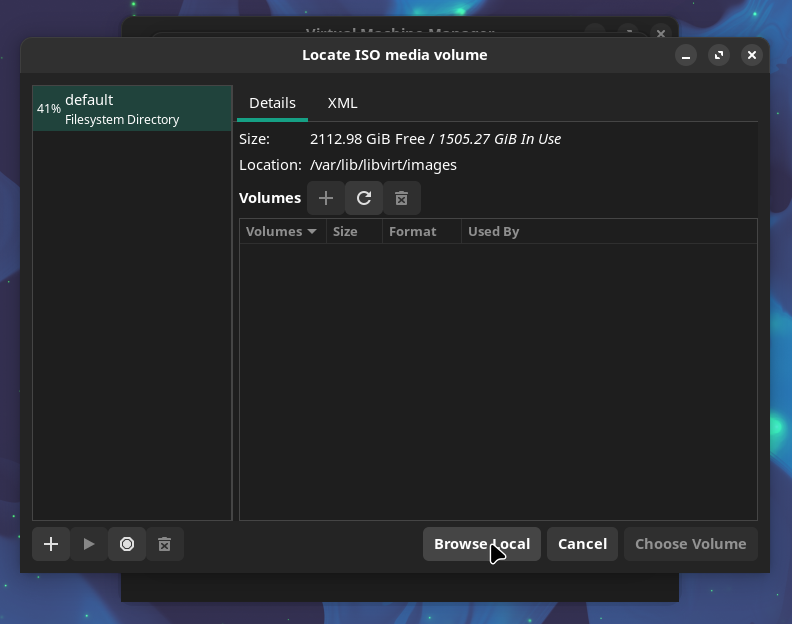 Virtual Machine Manager
Locate ISO media volume
41% default
Filesystem Directory
Details XML
Size: 2112.98 GiB Free / 1505.27 GiB In Use
Location: /var/lib/libvirt/images
Volumes
Volumes Size Format Used By
Browse Local Cancel Choose Volume